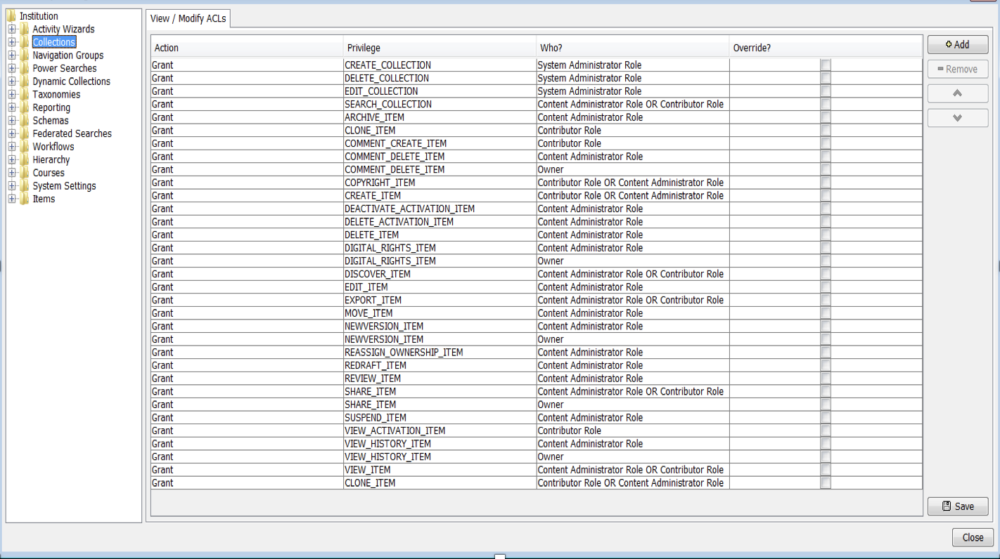 Institution
Activity Wizards
Collections
Navigation Groups
Power Searches
Dynamic Collections
Taxonomies
Reporting
Schemas
Federated Searches
Workflows
Hierarchy
Courses
System Settings
Items
View / Modify ACLs
Action Privilege Who? Override?
Grant CREATE_COLLECTION System Administrator Role
Grant DELETE_COLLECTION System Administrator Role
Grant EDIT_COLLECTION System Administrator Role
Grant SEARCH_COLLECTION Content Administrator Role OR Contributor Role
Grant ARCHIVE_ITEM Content Administrator Role
Grant CLONE_ITEM Contributor Role
Grant COMMENT_CREATE_ITEM Contributor Role
Grant COMMENT_DELETE_ITEM Content Administrator Role
Grant COMMENT_DELETE_ITEM Owner
Grant COPYRIGHT_ITEM Contributor Role OR Content Administrator Role
Grant CREATE_ITEM Contributor Role OR Content Administrator Role
Grant DEACTIVATE_ACTIVATION_ITEM Content Administrator Role
Grant DELETE_ACTIVATION_ITEM Content Administrator Role
Grant DELETE_ITEM Content Administrator Role
Grant DIGITAL_RIGHTS_ITEM Content Administrator Role
Grant DIGITAL_RIGHTS_ITEM Owner
Grant DISCOVER_ITEM Content Administrator Role OR Contributor Role
Grant EDIT_ITEM Content Administrator Role
Grant EXPORT_ITEM Content Administrator Role OR Contributor Role
Grant MOVE_ITEM Content Administrator Role
Grant NEWVERSION_ITEM Content Administrator Role
Grant NEWVERSION_ITEM Owner
Grant REASSIGN_OWNERSHIP_ITEM Content Administrator Role
Grant REDRAFT_ITEM Content Administrator Role
Grant REVIEW_ITEM Content Administrator Role
Grant SHARE_ITEM Content Administrator Role OR Contributor Role
Grant SHARE_ITEM Owner
Grant SUSPEND_ITEM Content Administrator Role
Grant VIEW_ACTIVATION_ITEM Contributor Role
Grant VIEW_HISTORY_ITEM Content Administrator Role
Grant VIEW_HISTORY_ITEM Owner
Grant VIEW_ITEM Content Administrator Role OR Contributor Role
Grant CLONE_ITEM Contributor Role OR Content Administrator Role
Add
Remove
Save
Close